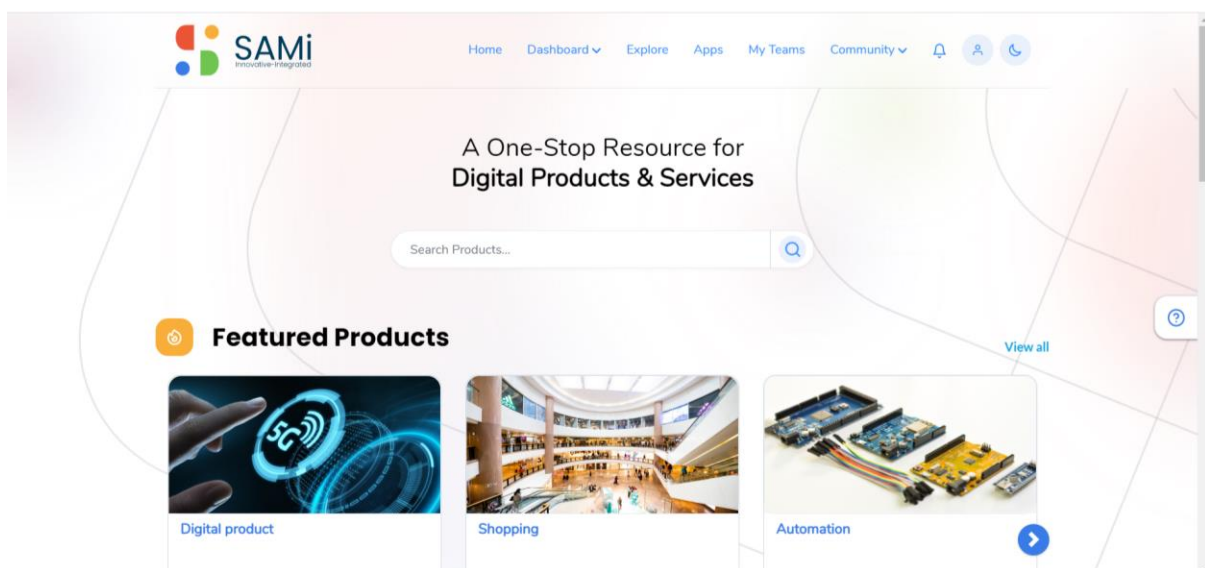 SAMi
Innovative-Integrated
Home Dashboard Explore Apps My Teams Community
A One-Stop Resource for
Digital Products & Services
Search Products...
Featured Products
View all
5G
Digital product
Shopping
Automation